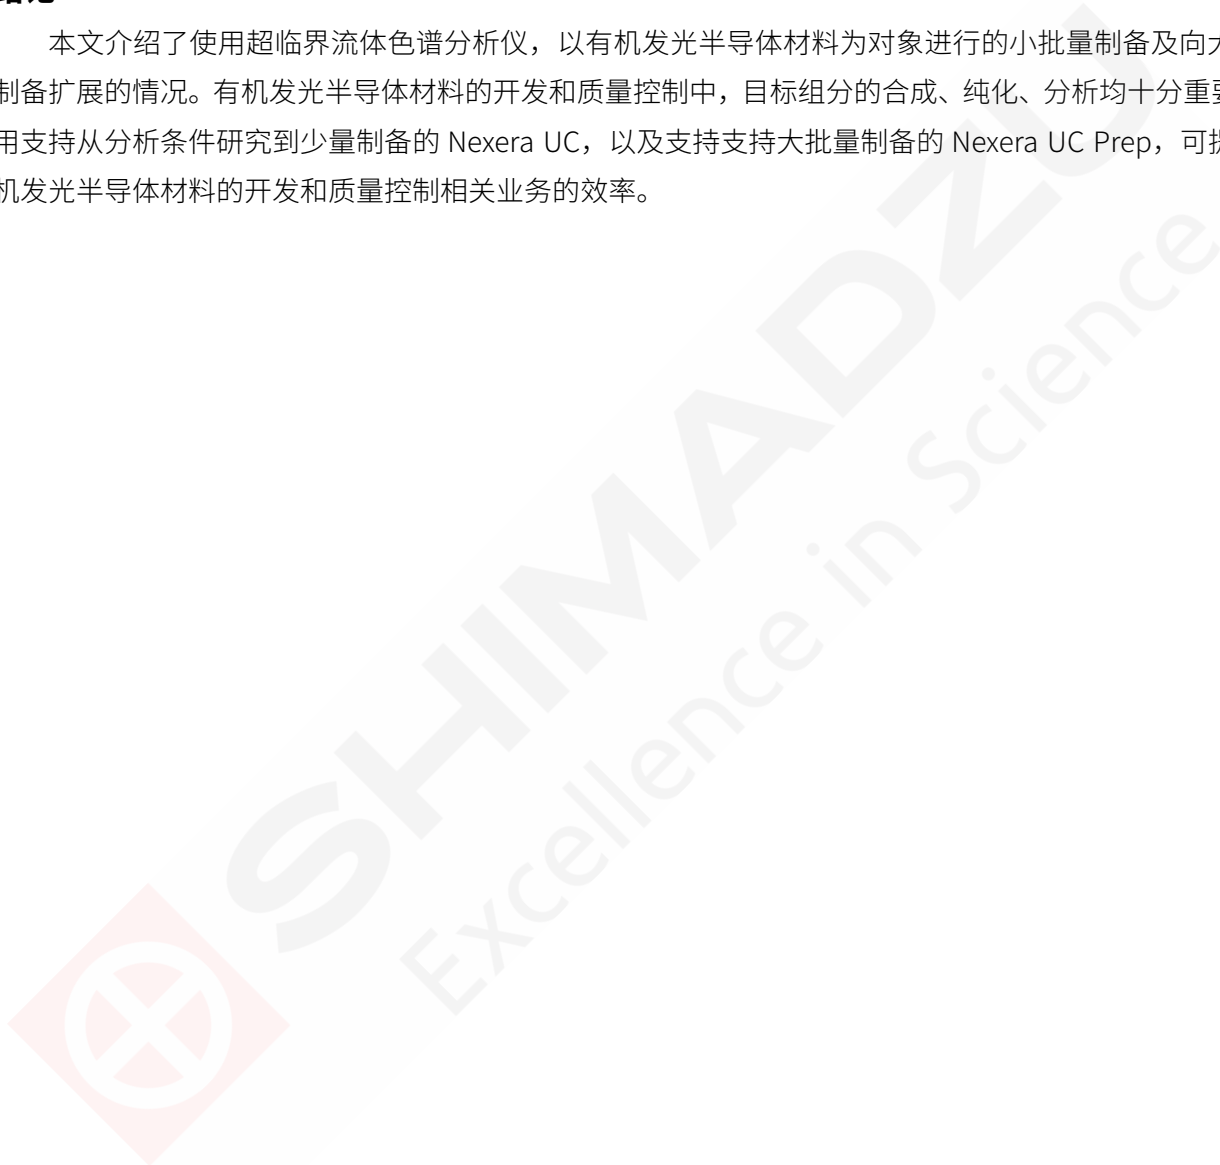 本文介绍了使用超临界流体色谱分析仪，以有机发光半导体材料为对象进行的小批量制备及向大
制备扩展的情况。有机发光半导体材料的开发和质量控制中，目标组分的合成、纯化、分析均十分重要
用支持从分析条件研究到少量制备的 Nexera UC，以及支持支持大批量制备的 Nexera UC Prep，可提
机发光半导体材料的开发和质量控制相关业务的效率。
SHIMADZU
Excellence in Science